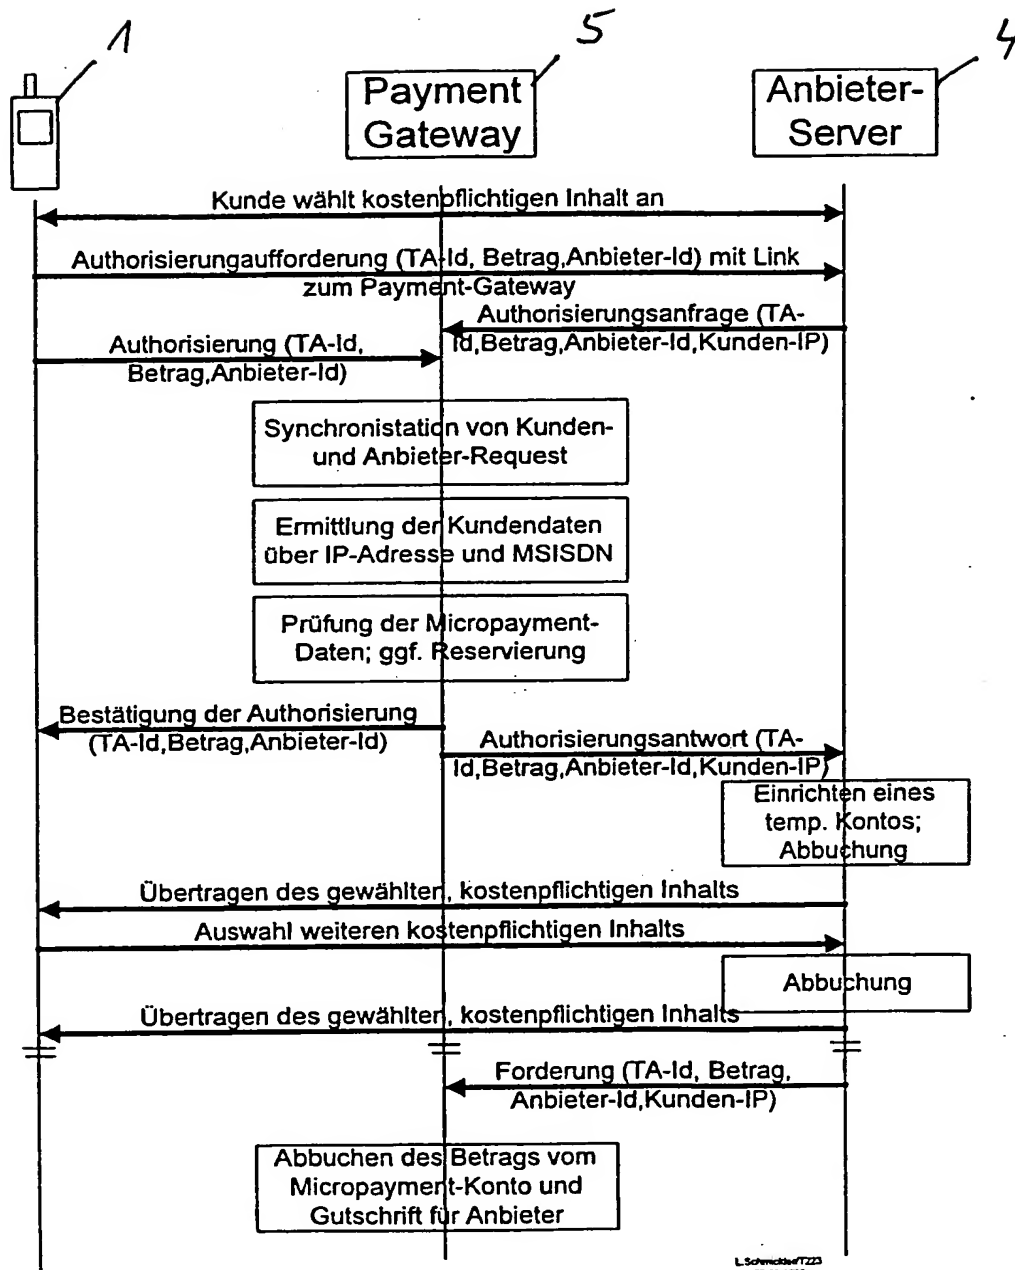 1
5
4
Payment
Gateway
Anbieter-
Server
Kunde wählt kostenpflichtigen Inhalt an
Authorisierungaufforderung (TA-Id, Betrag,Anbieter-Id) mit Link
zum Payment-Gateway
Authorisierungsanfrage (TA-
Id,Betrag,Anbieter-Id,Kunden-IP)
Authorisierung (TA-Id,
Betrag,Anbieter-Id)
Synchronistation von Kunden-
und Anbieter-Request
Ermittlung der Kundendaten
über IP-Adresse und MSISDN
Prüfung der Micropayment-
Daten; ggf. Reservierung
Bestätigung der Authorisierung
(TA-Id,Betrag,Anbieter-Id)
Authorisierungsantwort (TA-
Id,Betrag,Anbieter-Id,Kunden-IP)
Einrichten eines
temp. Kontos;
Abbuchung
Übertragen des gewählten, kostenpflichtigen Inhalts
Auswahl weiteren kostenpflichtigen Inhalts
Abbuchung
Übertragen des gewählten, kostenpflichtigen Inhalts
Forderung (TA-Id, Betrag,
Anbieter-Id,Kunden-IP)
Abbuchen des Betrags vom
Micropayment-Konto und
Gutschrift für Anbieter